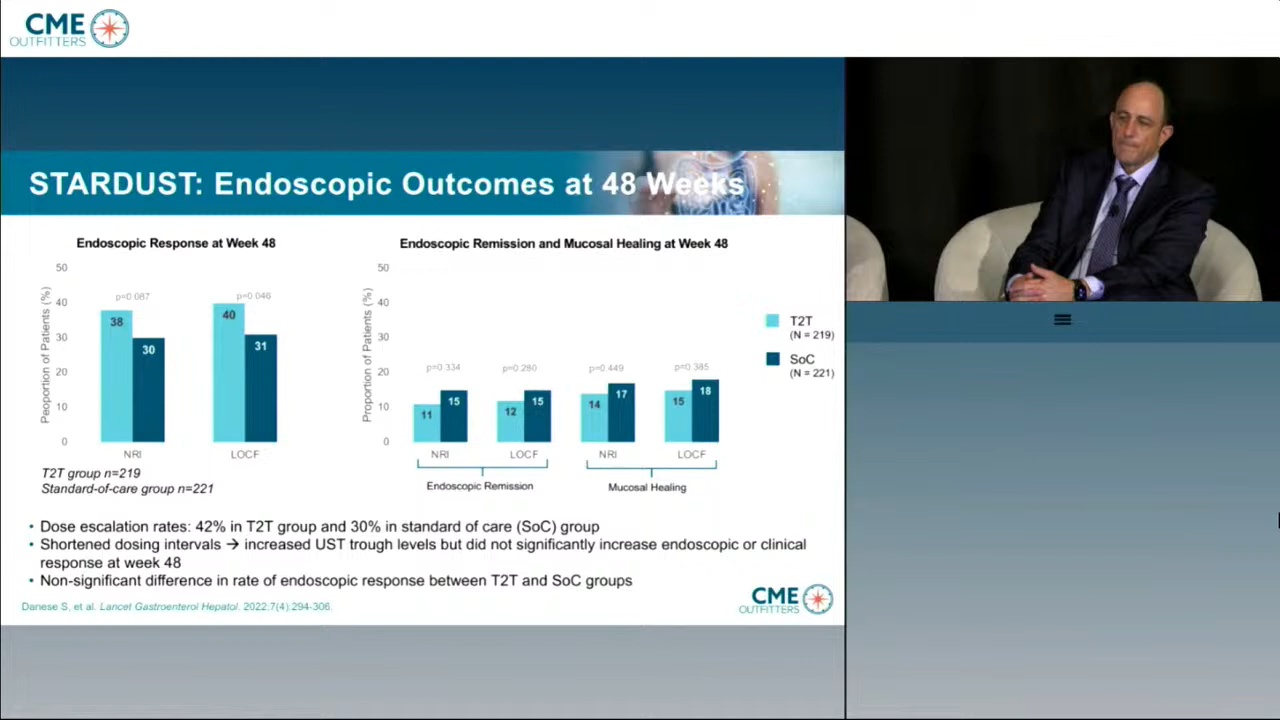 CME
OUTFITTERS
STARDUST: Endoscopic Outcomes at 48 Weeks
Endoscopic Response at Week 48
Peoportion of Patients (%)
50
40
30
20
10
0
p=0.087
38
30
NRI
p=0.046
40
31
LOCF
T2T group n=219
Standard-of-care group n=221
Endoscopic Remission and Mucosal Healing at Week 48
Proportion of Patients (%)
50
40
30
20
10
0
p=0.334
11
15
NRI
p=0.280
12
15
LOCF
p=0.449
14
17
NRI
p=0.385
15
18
LOCF
Endoscopic Remission
Mucosal Healing
T2T
(N = 219)
SoC
(N = 221)
• Dose escalation rates: 42% in T2T group and 30% in standard of care (SoC) group
• Shortened dosing intervals → increased UST trough levels but did not significantly increase endoscopic or clinical
response at week 48
• Non-significant difference in rate of endoscopic response between T2T and SoC groups
Danese S, et al. Lancet Gastroenterol Hepatol. 2022;7(4):294-306.
CME
OUTFITTERS